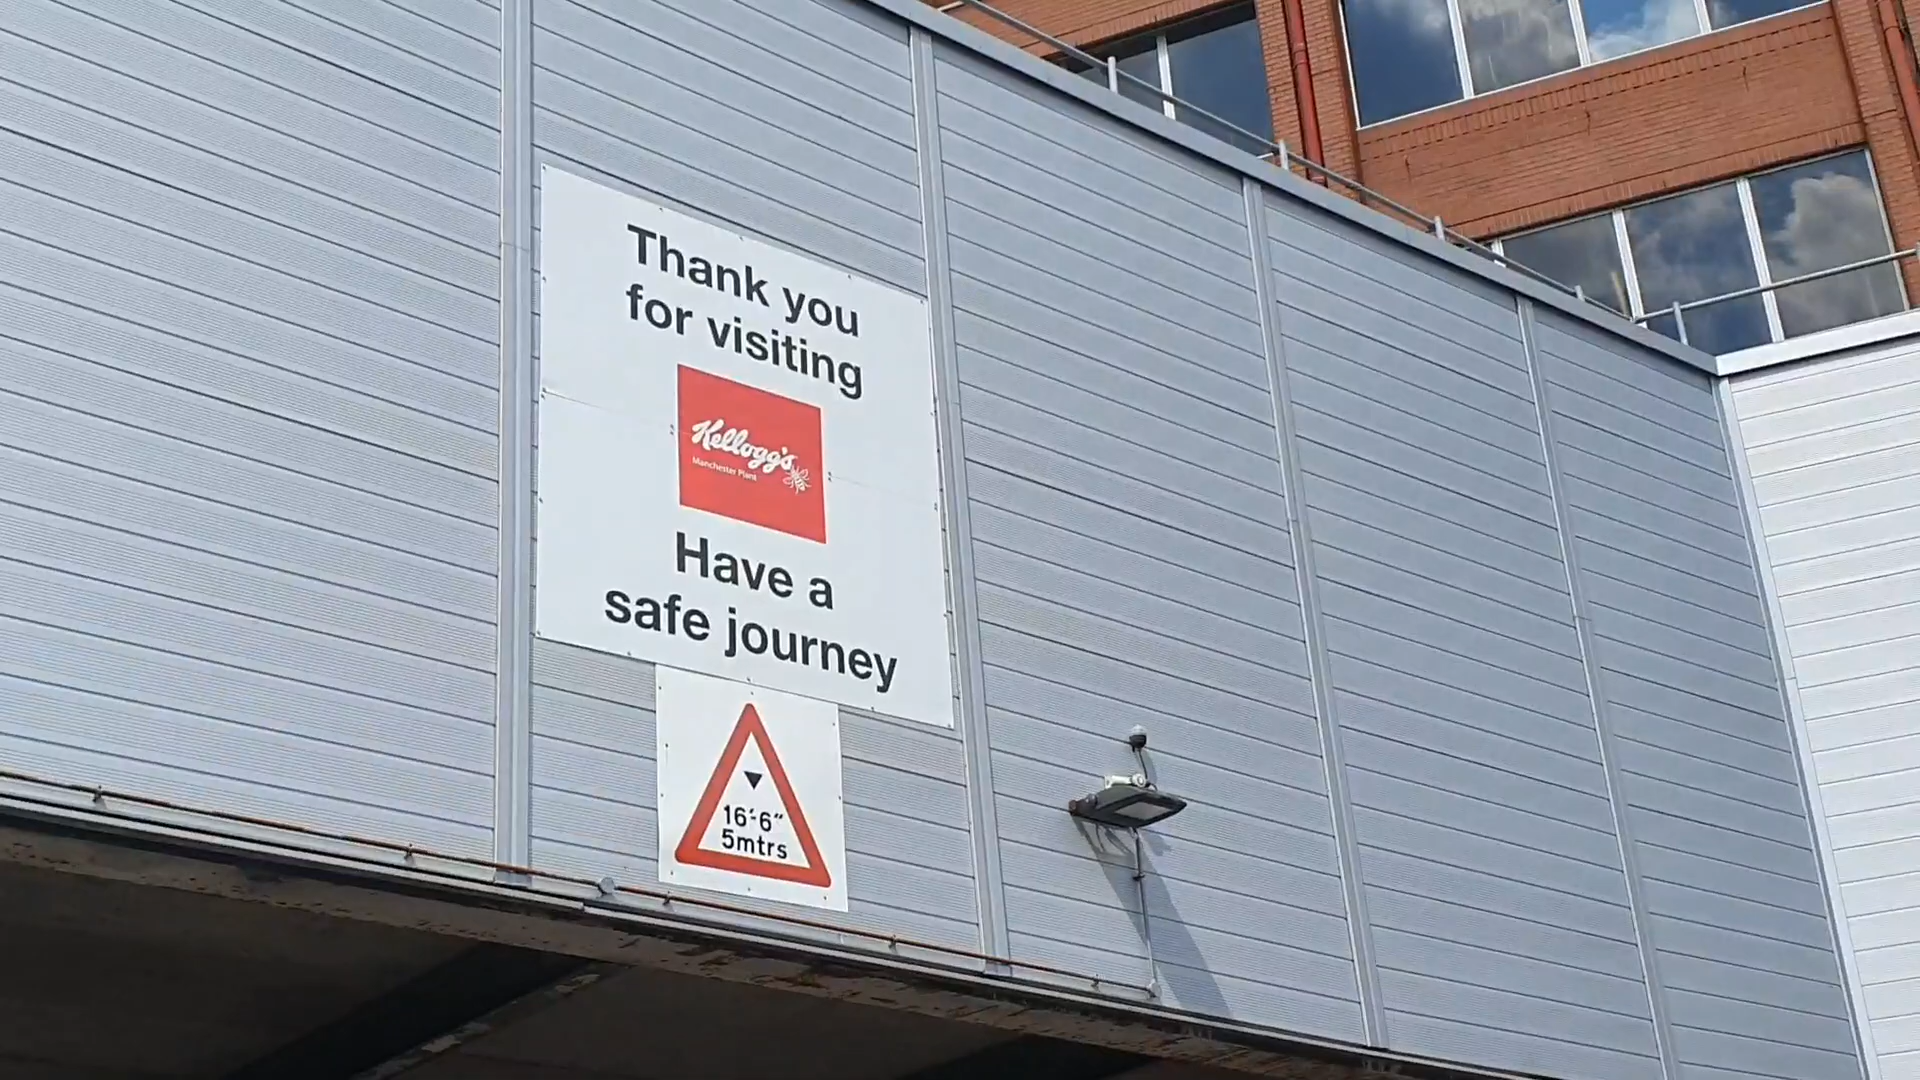 Thank you
for visiting
Kellogg's
Manchester Plant
Have a
safe journey
16'-6"
5mtrs